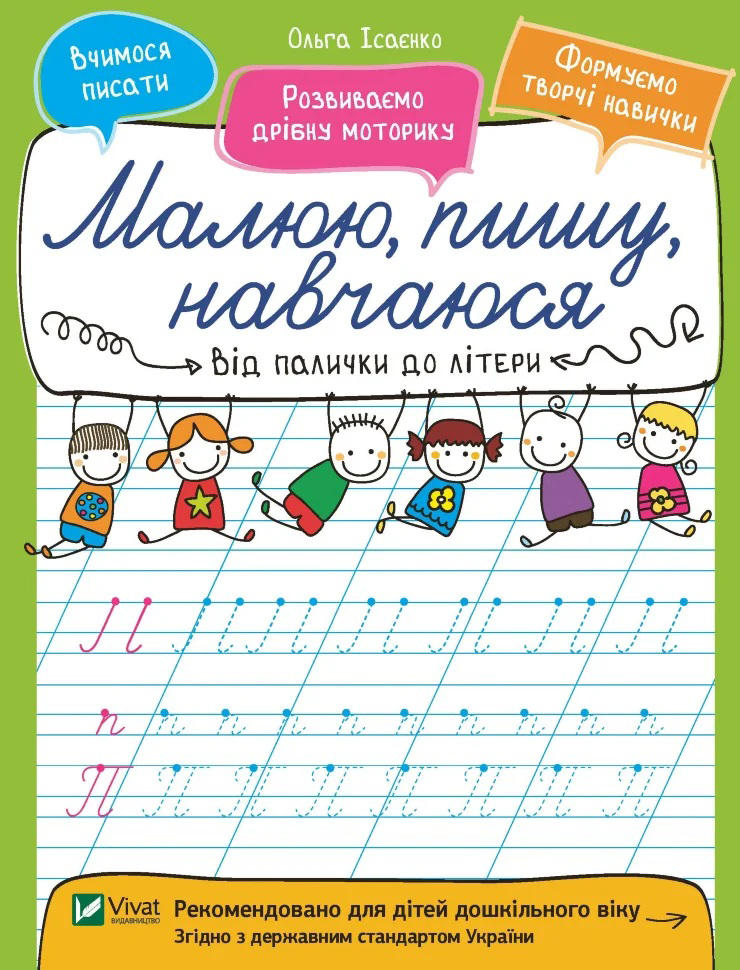 Ольга Ісаєнко
Вчимося
писати
Розвиваємо
дрібну моторику
Формуємо
творчі навички
Малюю, пишу,
навчаюся
Від палички до літери
п п п п п п п п п
П П П П П П П П
Vivat
ВИДАВНИЦТВО
Рекомендовано для дітей дошкільного віку
Згідно з державним стандартом України